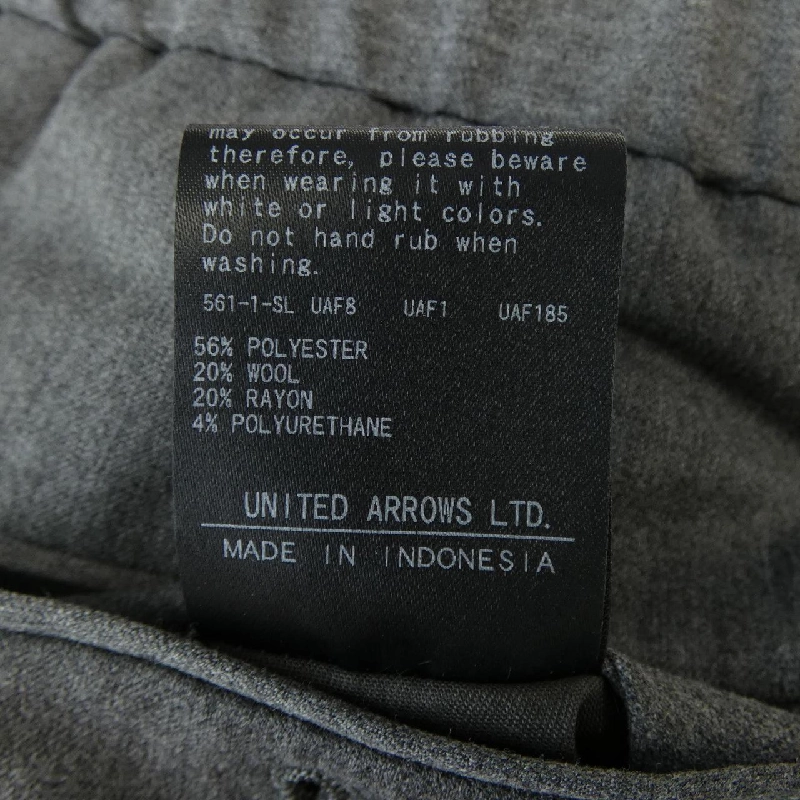 may occur from rubbing
therefore, please beware
when wearing it with
white or light colors.
Do not hand rub when
washing.
561-1-SL UAF8 UAF1 UAF185
56% POLYESTER
20% WOOL
20% RAYON
4% POLYURETHANE
UNITED ARROWS LTD.
MADE IN INDONESIA